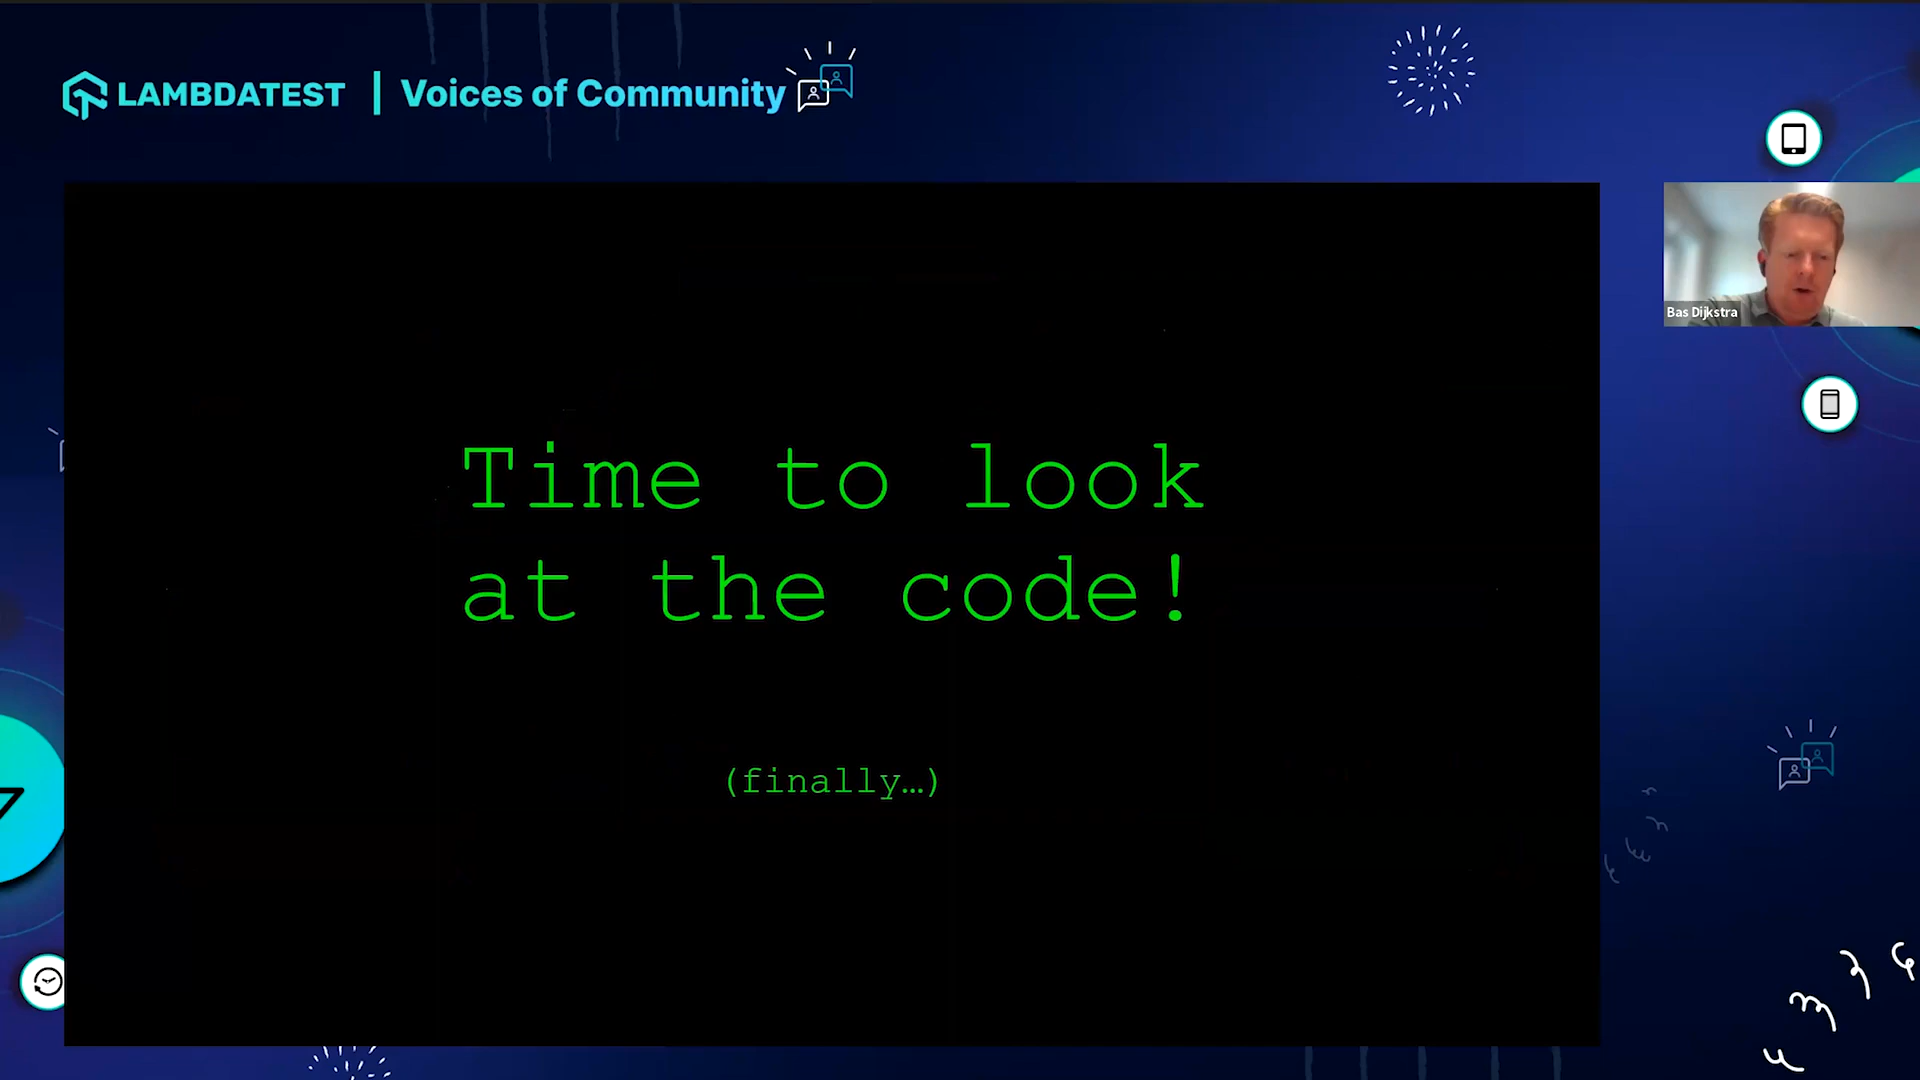 LAMBDATEST | Voices of Community
Bas Dijkstra
Time to look
at the code!
(finally…)